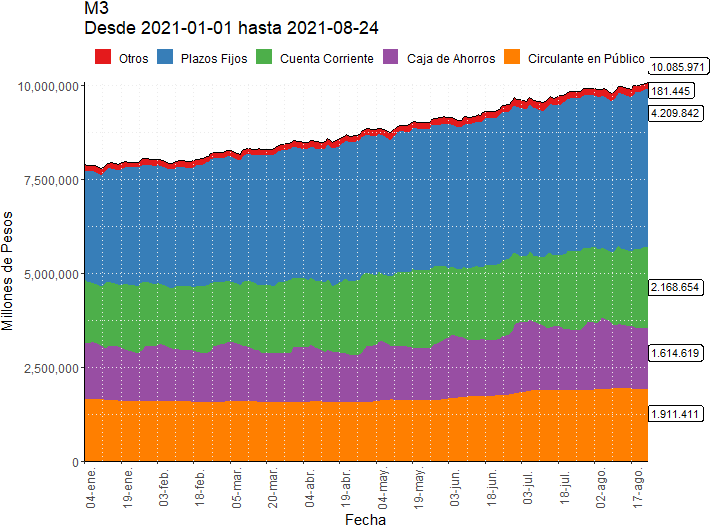 M3
Desde 2021-01-01 hasta 2021-08-24
Otros Plazos Fijos Cuenta Corriente Caja de Ahorros Circulante en Público
10.085.971
181.445
4.209.842
2.168.654
1.614.619
1.911.411
Millones de Pesos
10,000,000
7,500,000
5,000,000
2,500,000
0
04-ene. 19-ene. 03-feb. 18-feb. 05-mar. 20-mar. 04-abr. 19-abr. 04-may. 19-may. 03-jun. 18-jun. 03-jul. 18-jul. 02-ago. 17-ago.
Fecha